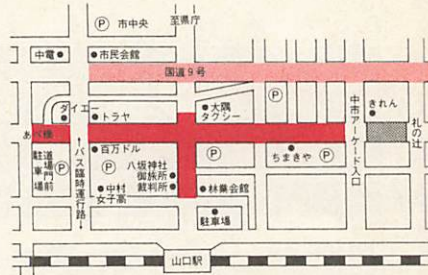 Ⓟ 市中央
至県庁
中電
市民会館
国道9号
Ⓟ
ダイエー
トラヤ
大隅
タクシー
中市アーケード入口
きれん
札の辻
あべ橋
道場門前
駐車場
Ⓟ
←バス臨時運行路→
百万ドル
八坂神社
御旅所
裁判所
中村
女子高
Ⓟ
ちまきや
Ⓟ
林業会館
駐車場
山口駅